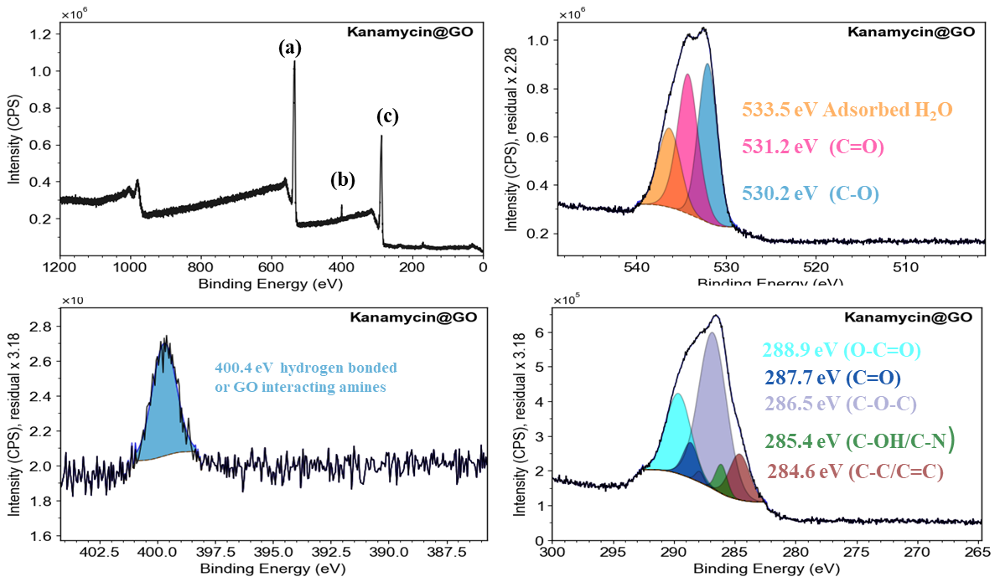 ×10⁶
Kanamycin@GO
(a)
(b)
(c)
1.2
1.0
0.8
0.6
0.4
0.2
Intensity (CPS)
1200 1000 800 600 400 200 0
Binding Energy (eV)
×10⁶
Kanamycin@GO
1.0
0.8
0.6
0.4
0.2
Intensity (CPS), residual x 2.28
533.5 eV Adsorbed H₂O
531.2 eV (C=O)
530.2 eV (C-O)
540 530 520 510
Binding Energy (eV)
×10
Kanamycin@GO
2.8
2.6
2.4
2.2
2.0
1.8
1.6
Intensity (CPS), residual x 3.18
400.4 eV hydrogen bonded
or GO interacting amines
402.5 400.0 397.5 395.0 392.5 390.0 387.5
Binding Energy (eV)
×10⁵
Kanamycin@GO
6
5
4
3
2
1
0
Intensity (CPS), residual x 3.18
288.9 eV (O-C=O)
287.7 eV (C=O)
286.5 eV (C-O-C)
285.4 eV (C-OH/C-N)
284.6 eV (C-C/C=C)
300 295 290 285 280 275 270 265
Binding Energy (eV)